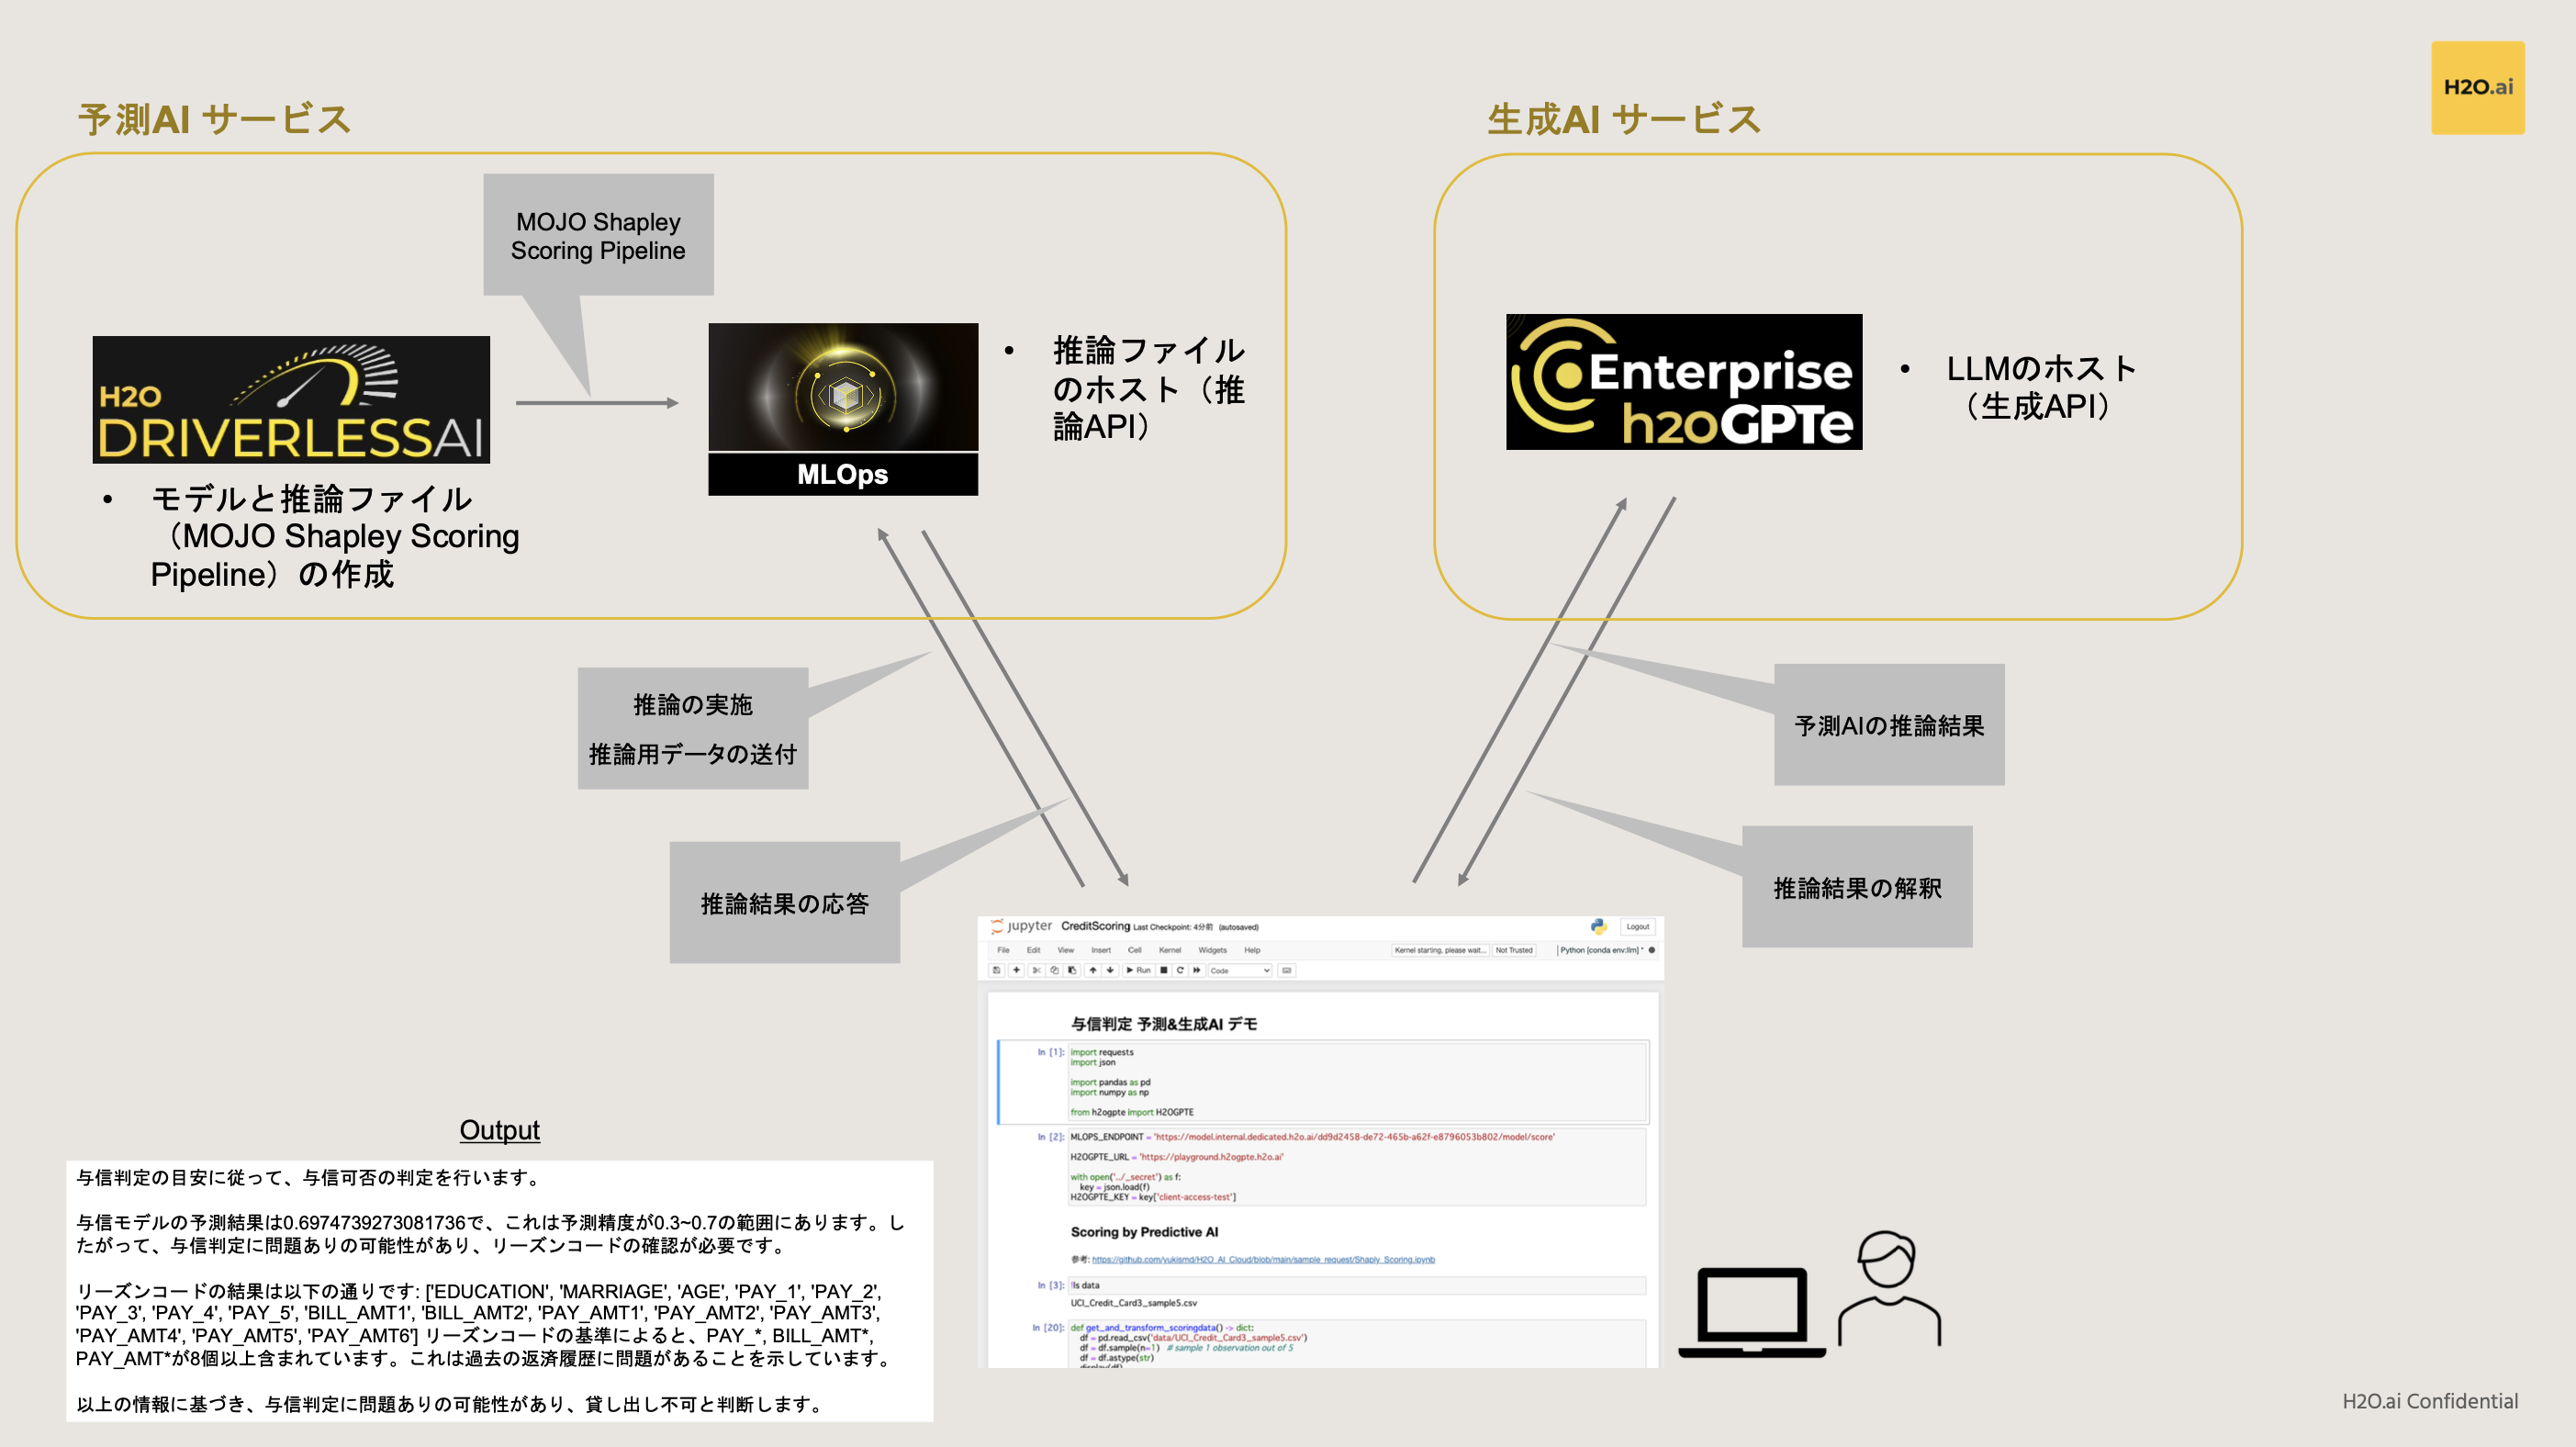 H2O.ai
予測AI サービス
生成AI サービス
MOJO Shapley
Scoring Pipeline
H2O
DRIVERLESSAI
• モデルと推論ファイル
（MOJO Shapley Scoring
Pipeline）の作成
MLOps
• 推論ファイル
のホスト（推
論API）
Enterprise
h2oGPTe
• LLMのホスト
（生成API）
推論の実施
推論用データの送付
推論結果の応答
予測AIの推論結果
推論結果の解釈
jupyter CreditScoring Last Checkpoint: 4分前 (autosaved)
Logout
File Edit View Insert Cell Kernel Widgets Help
Kernel starting, please wait... Not Trusted Python [conda env:llm] *
Run Code
与信判定 予測&生成AI デモ
In [1]: import requests
import json
import pandas as pd
import numpy as np
from h2ogpte import H2OGPTE
In [2]: MLOPS_ENDPOINT = 'https://model.internal.dedicated.h2o.ai/dd9d2458-de72-465b-a62f-e8796053b802/model/score'
H2OGPTE_URL = 'https://playground.h2ogpte.h2o.ai'
with open('../_secret') as f:
key = json.load(f)
H2OGPTE_KEY = key['client-access-test']
Scoring by Predictive AI
参考: https://github.com/yukismd/H2O_AI_Cloud/blob/main/sample_request/Shaply_Scoring.ipynb
In [3]: !ls data
UCI_Credit_Card3_sample5.csv
In [20]: def get_and_transform_scoringdata() -> dict:
df = pd.read_csv('data/UCI_Credit_Card3_sample5.csv')
df = df.sample(n=1) # sample 1 observation out of 5
df = df.astype(str)
display(df)
Output
与信判定の目安に従って、与信可否の判定を行います。
与信モデルの予測結果は0.6974739273081736で、これは予測精度が0.3~0.7の範囲にあります。し
たがって、与信判定に問題ありの可能性があり、リーズンコードの確認が必要です。
リーズンコードの結果は以下の通りです: ['EDUCATION', 'MARRIAGE', 'AGE', 'PAY_1', 'PAY_2',
'PAY_3', 'PAY_4', 'PAY_5', 'BILL_AMT1', 'BILL_AMT2', 'PAY_AMT1', 'PAY_AMT2', 'PAY_AMT3',
'PAY_AMT4', 'PAY_AMT5', 'PAY_AMT6'] リーズンコードの基準によると、PAY_*, BILL_AMT*,
PAY_AMT*が8個以上含まれています。これは過去の返済履歴に問題があることを示しています。
以上の情報に基づき、与信判定に問題ありの可能性があり、貸し出し不可と判断します。
H2O.ai Confidential